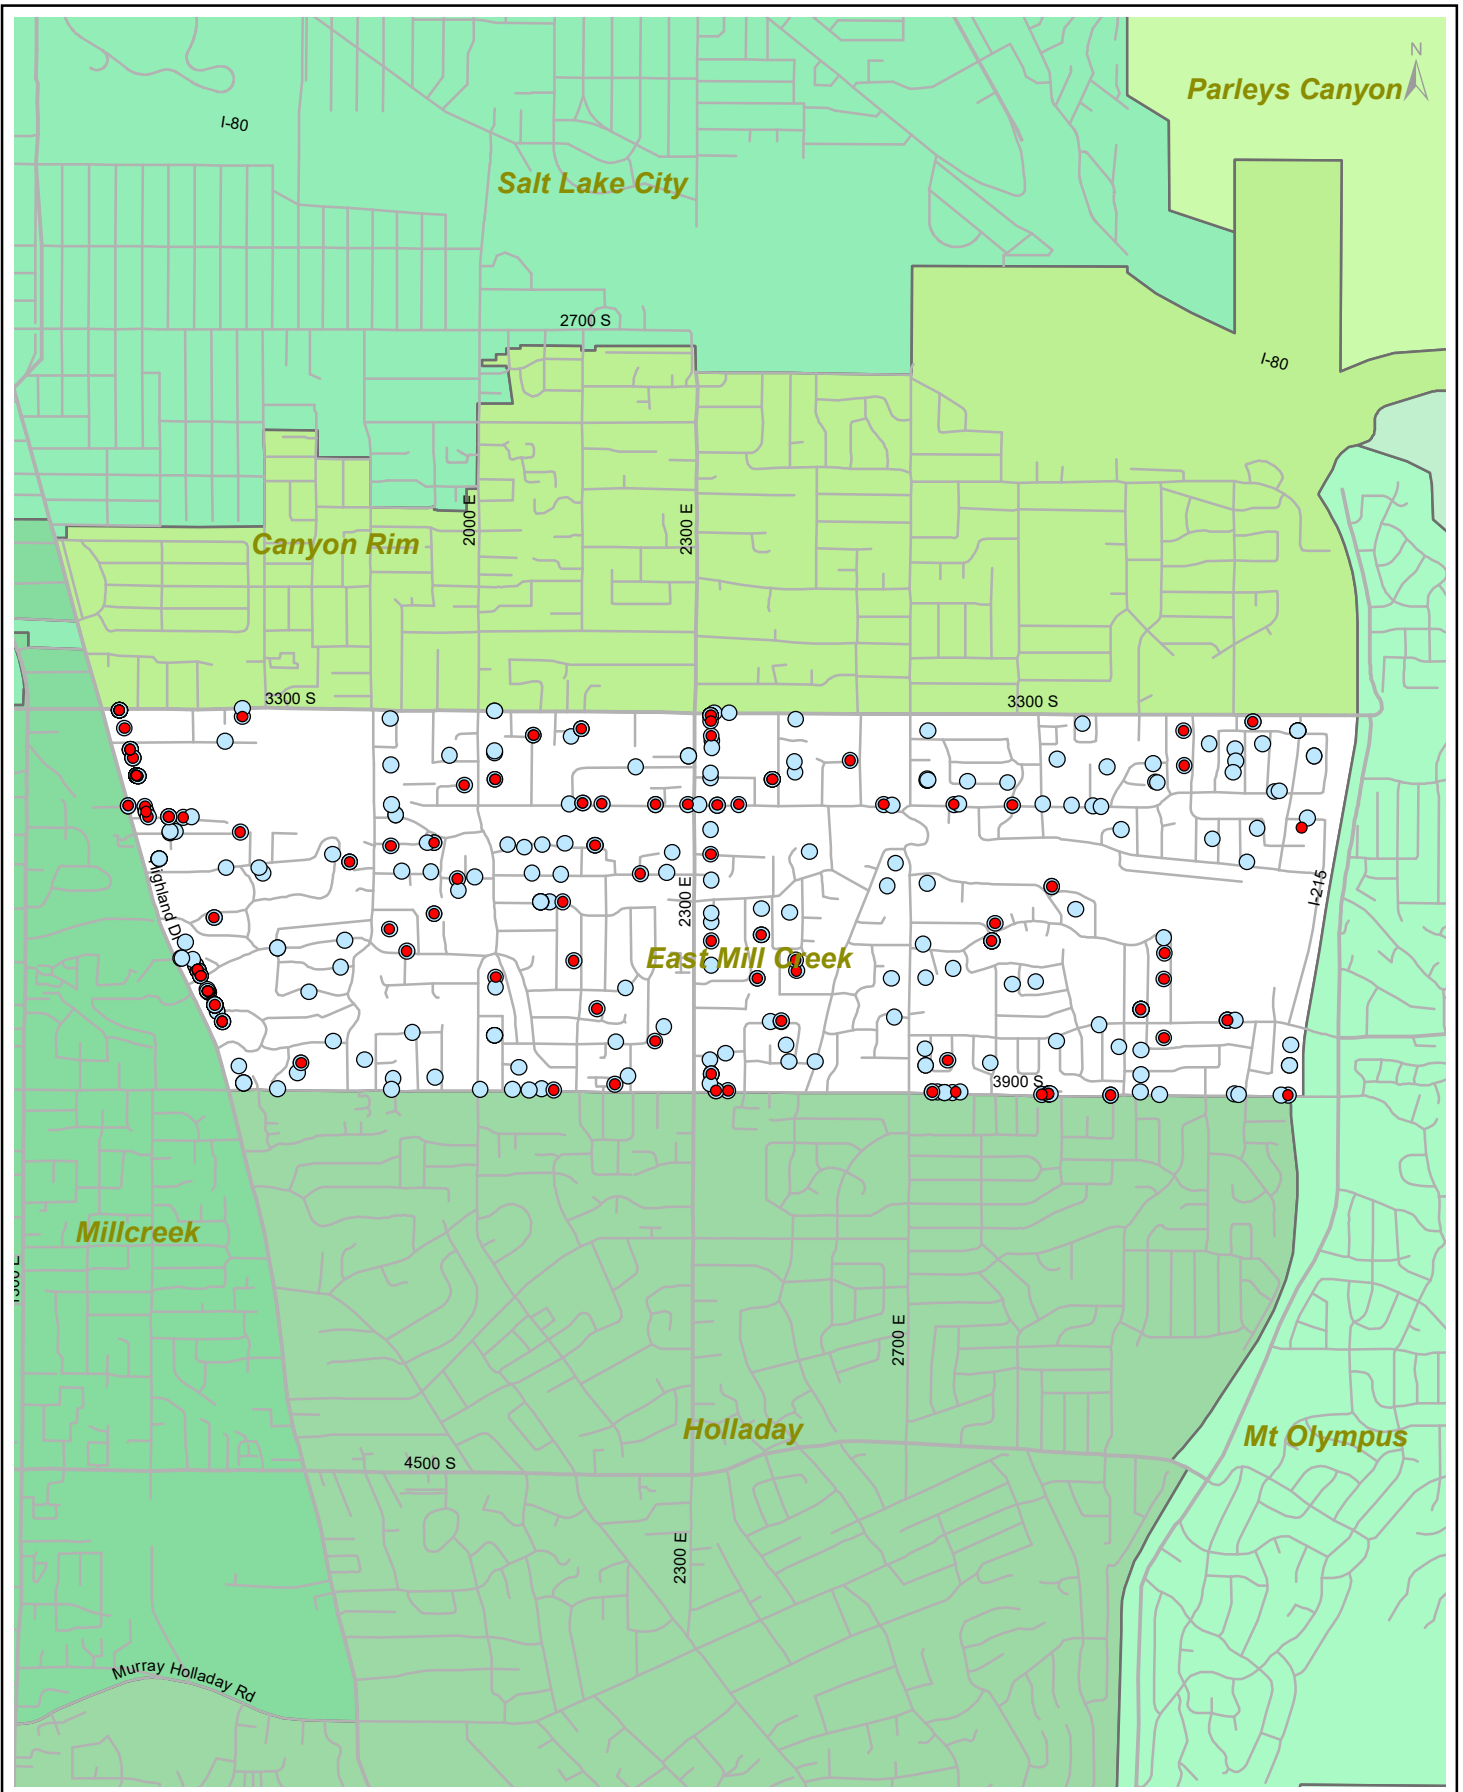 N
Parleys Canyon
I-80
Salt Lake City
2700 S
I-80
2000 E
2300 E
Canyon Rim
3300 S
3300 S
Highland Dr
2300 E
I-215
East Mill Creek
3900 S
Millcreek
2700 E
Holladay
Mt Olympus
4500 S
2300 E
Murray Holladay Rd